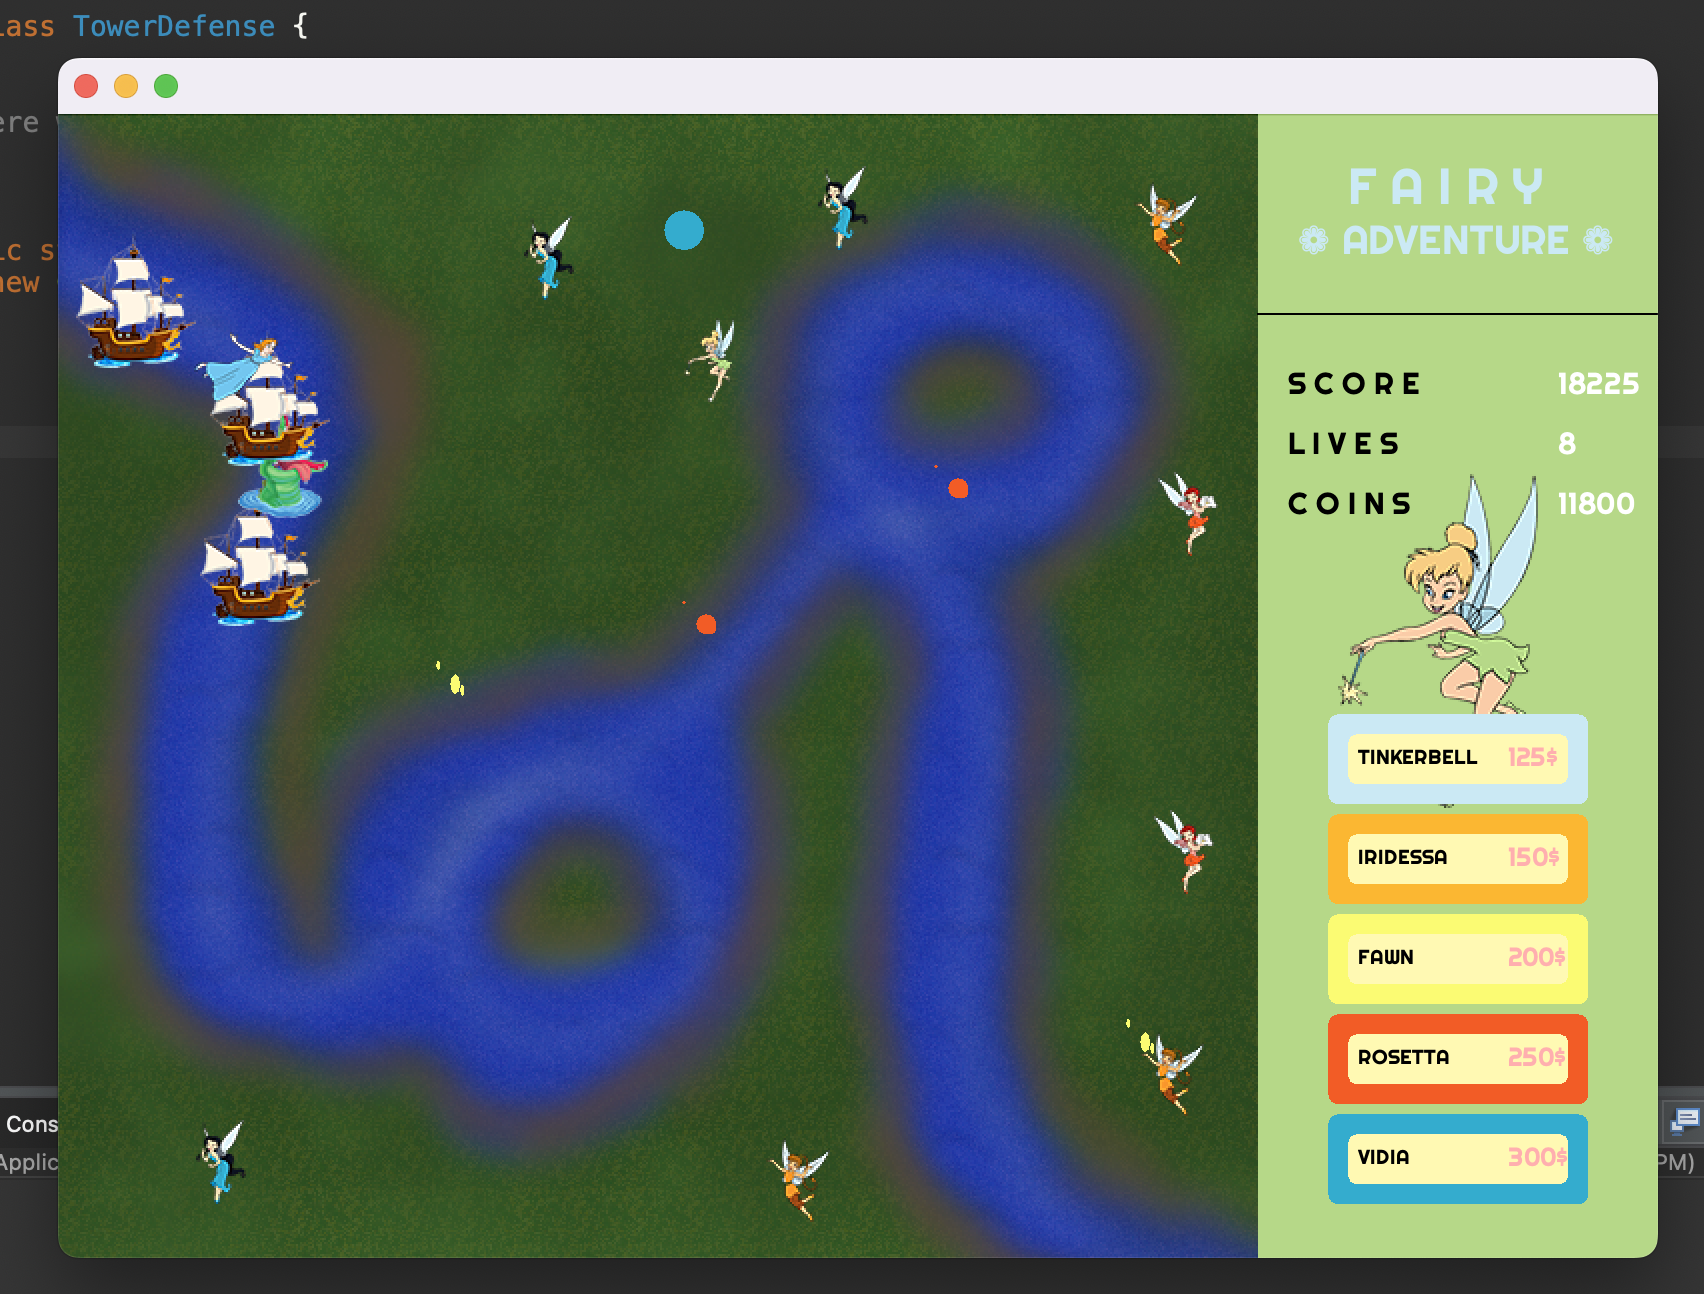 lass TowerDefense {
ere
ic s
new
FAIRY
❁ ADVENTURE ❁
SCORE 18225
LIVES 8
COINS 11800
TINKERBELL 125$
IRIDESSA 150$
FAWN 200$
ROSETTA 250$
VIDIA 300$
Cons
Applic PM)